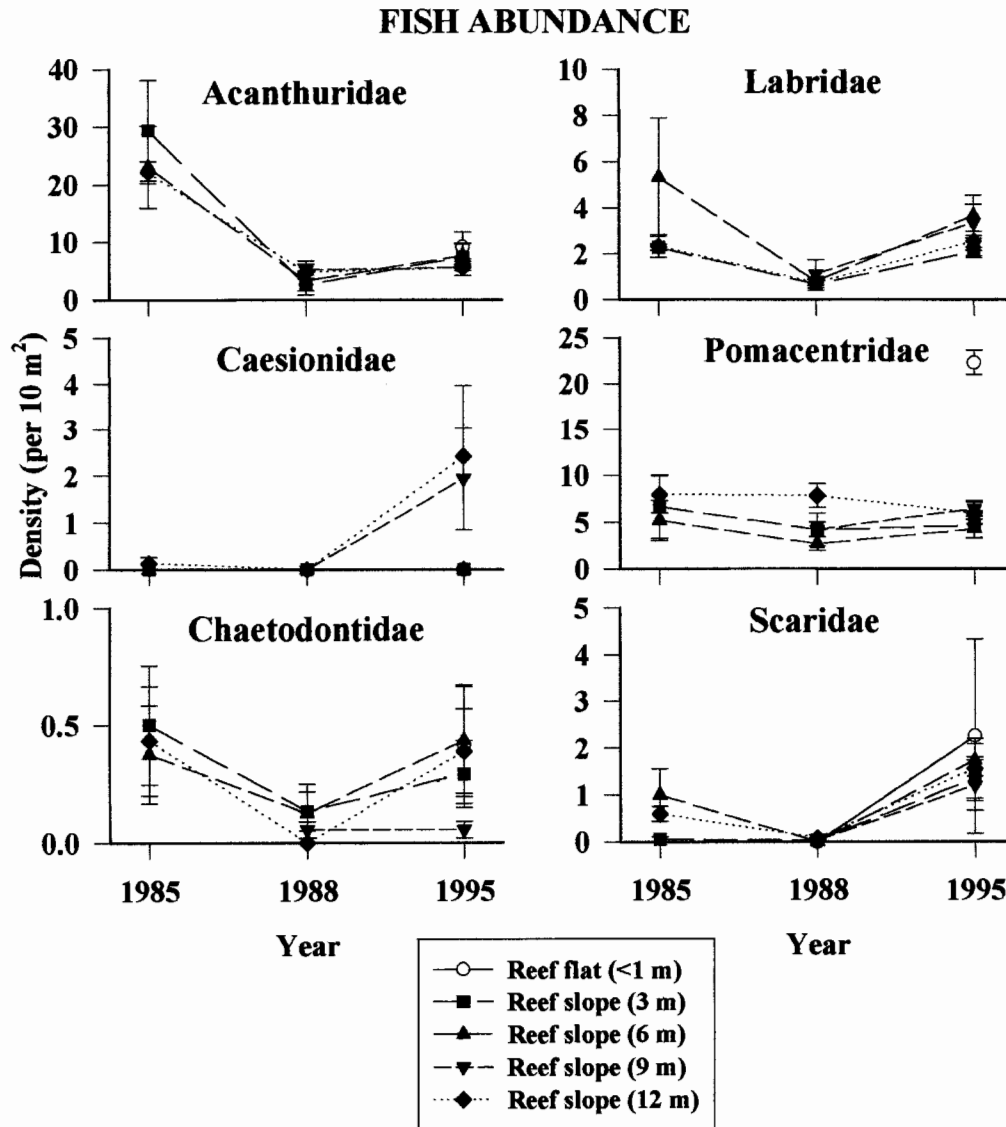 FISH ABUNDANCE
Acanthuridae
40
30
20
10
0
Labridae
10
8
6
4
2
0
Density (per 10 m²)
Caesionidae
5
4
3
2
1
0
Pomacentridae
25
20
15
10
5
0
Chaetodontidae
1.0
0.5
0.0
1985 1988 1995
Year
Scaridae
5
4
3
2
1
0
1985 1988 1995
Year
Reef flat (<1 m)
Reef slope (3 m)
Reef slope (6 m)
Reef slope (9 m)
Reef slope (12 m)